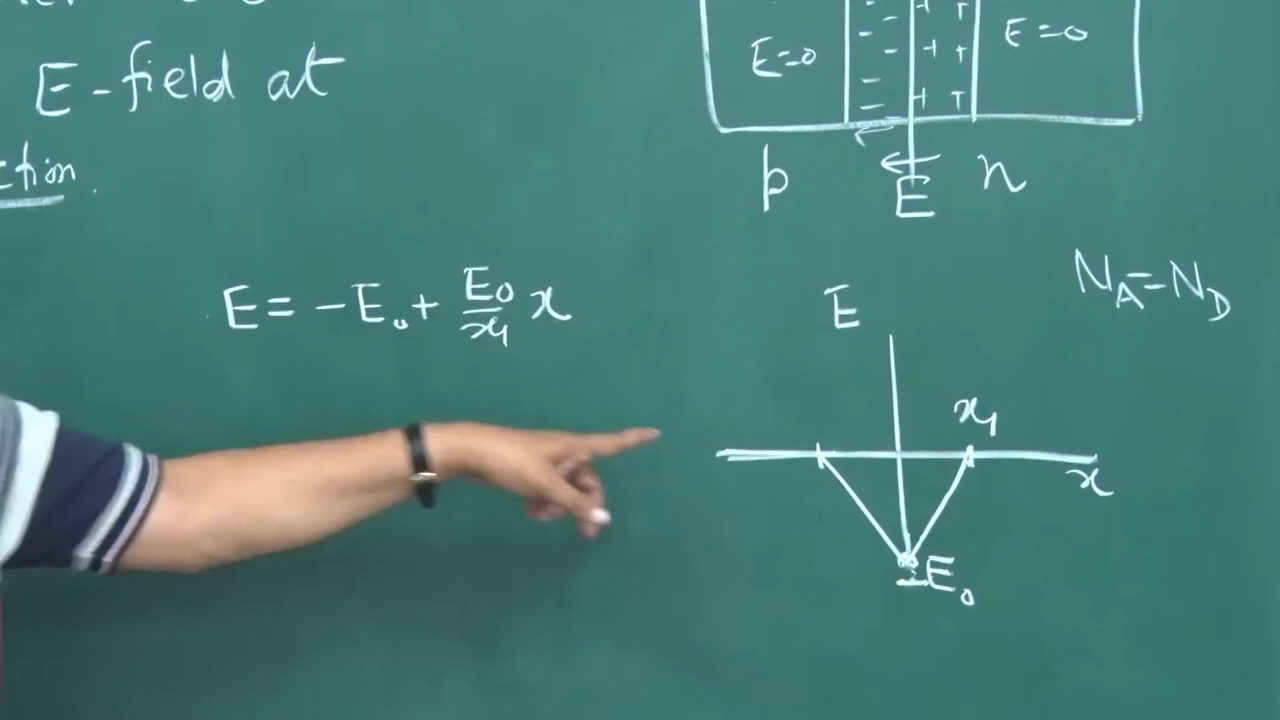 E-field at
ction.
E = -E₀ + E₀/x₁ x
- - + +
E=0 - - + + E=0
-
- + +
p E n
N_A = N_D
E
x₁
x
-E₀